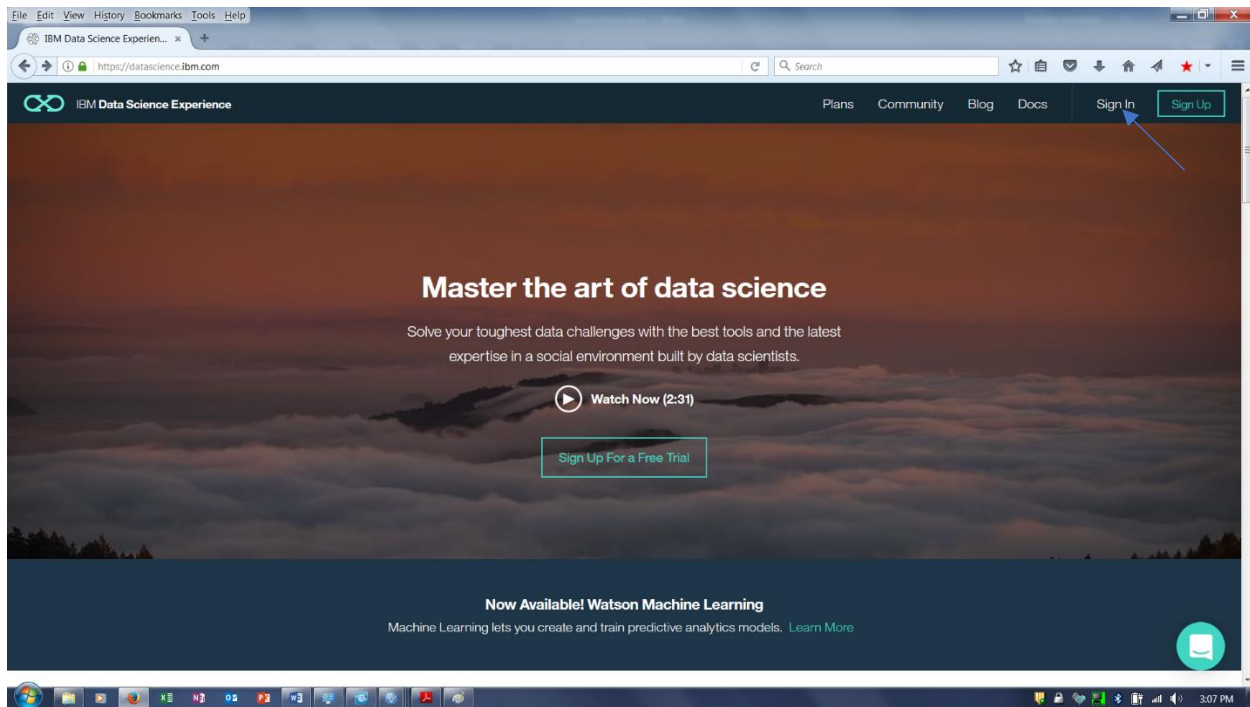 File Edit View History Bookmarks Tools Help
IBM Data Science Experien... × +
https://datascience.ibm.com
Search
IBM Data Science Experience
Plans Community Blog Docs Sign In Sign Up
Master the art of data science
Solve your toughest data challenges with the best tools and the latest
expertise in a social environment built by data scientists.
Watch Now (2:31)
Sign Up For a Free Trial
Now Available! Watson Machine Learning
Machine Learning lets you create and train predictive analytics models. Learn More
3:07 PM